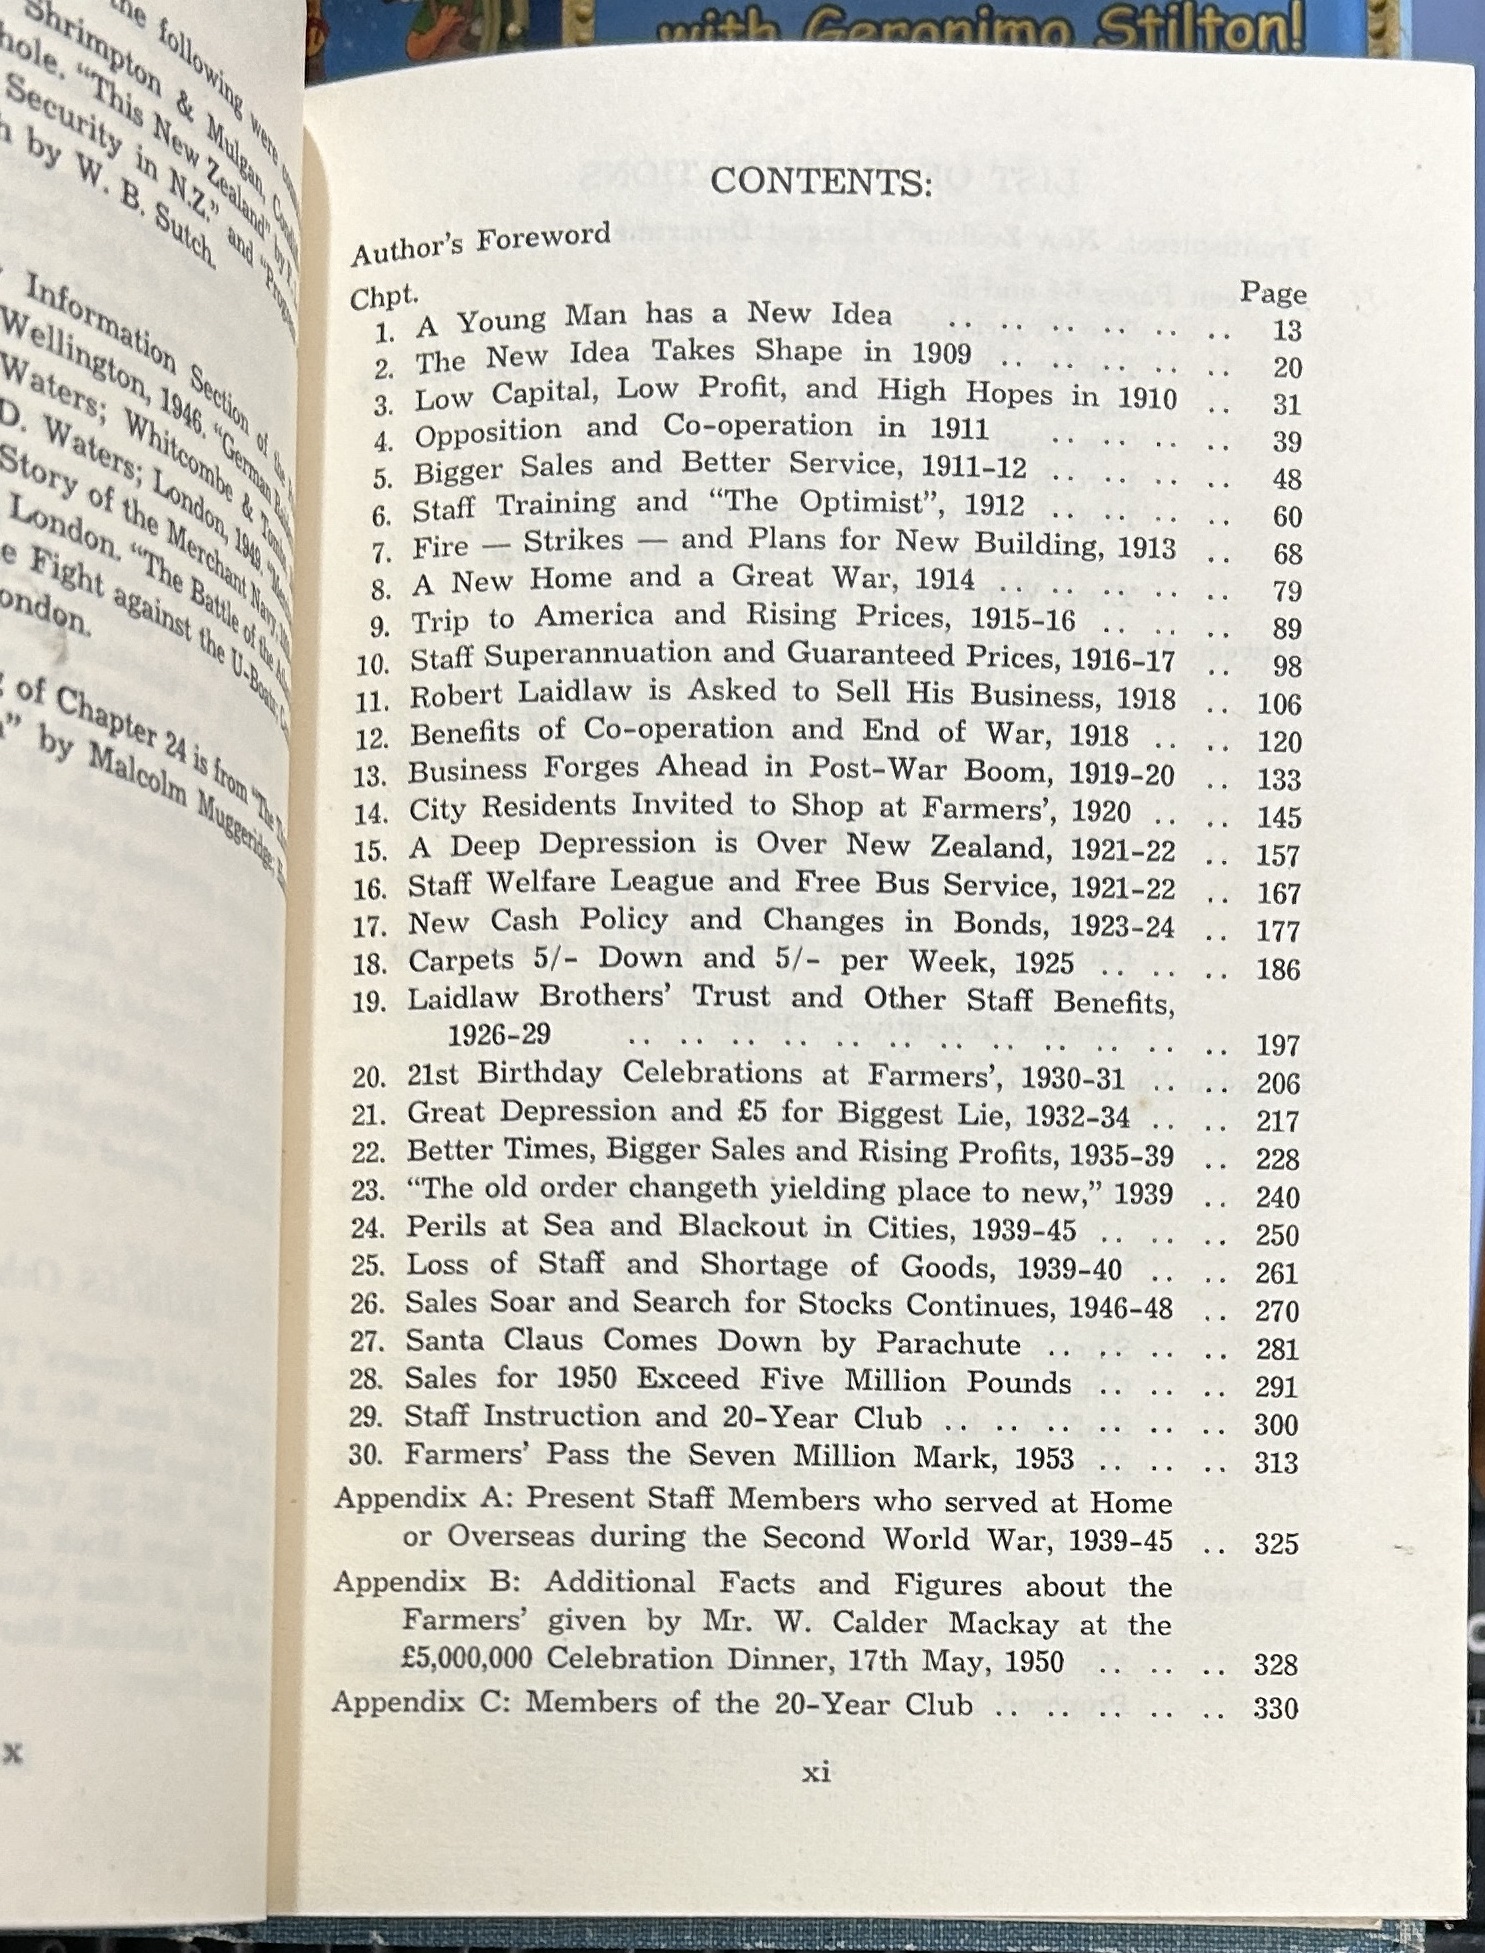 with Geronimo Stilton!
the following were
Shrimpton & Mulgan,
hole. "This New Zealand" by
Security in N.Z." and
by W. B. Sutch.
Information Section of the
Wellington, 1946. "German
Waters; Whitcombe & Tombs
D. Waters; London, 1949.
Story of the Merchant Navy,
London. "The Battle of the
Fight against the U-Boats;
ondon.
of Chapter 24 is from "The
by Malcolm Muggeridge;
x
CONTENTS:
Author's Foreword
Chpt. Page
1. A Young Man has a New Idea .. .. .. .. .. .. 13
2. The New Idea Takes Shape in 1909 .. .. .. .. .. 20
3. Low Capital, Low Profit, and High Hopes in 1910 .. 31
4. Opposition and Co-operation in 1911 .. .. .. .. 39
5. Bigger Sales and Better Service, 1911-12 .. .. .. .. 48
6. Staff Training and "The Optimist", 1912 .. .. .. .. 60
7. Fire — Strikes — and Plans for New Building, 1913 .. 68
8. A New Home and a Great War, 1914 .. .. .. .. .. 79
9. Trip to America and Rising Prices, 1915-16 .. .. .. 89
10. Staff Superannuation and Guaranteed Prices, 1916-17 .. 98
11. Robert Laidlaw is Asked to Sell His Business, 1918 .. 106
12. Benefits of Co-operation and End of War, 1918 .. .. 120
13. Business Forges Ahead in Post-War Boom, 1919-20 .. 133
14. City Residents Invited to Shop at Farmers', 1920 .. .. 145
15. A Deep Depression is Over New Zealand, 1921-22 .. 157
16. Staff Welfare League and Free Bus Service, 1921-22 .. 167
17. New Cash Policy and Changes in Bonds, 1923-24 .. 177
18. Carpets 5/- Down and 5/- per Week, 1925 .. .. .. 186
19. Laidlaw Brothers' Trust and Other Staff Benefits,
1926-29 .. .. .. .. .. .. .. .. .. .. .. .. 197
20. 21st Birthday Celebrations at Farmers', 1930-31 .. .. 206
21. Great Depression and £5 for Biggest Lie, 1932-34 .. .. 217
22. Better Times, Bigger Sales and Rising Profits, 1935-39 .. 228
23. "The old order changeth yielding place to new," 1939 .. 240
24. Perils at Sea and Blackout in Cities, 1939-45 .. .. .. 250
25. Loss of Staff and Shortage of Goods, 1939-40 .. .. 261
26. Sales Soar and Search for Stocks Continues, 1946-48 .. 270
27. Santa Claus Comes Down by Parachute .. .. .. .. 281
28. Sales for 1950 Exceed Five Million Pounds .. .. .. 291
29. Staff Instruction and 20-Year Club .. .. .. .. .. .. 300
30. Farmers' Pass the Seven Million Mark, 1953 .. .. .. 313
Appendix A: Present Staff Members who served at Home
or Overseas during the Second World War, 1939-45 .. 325
Appendix B: Additional Facts and Figures about the
Farmers' given by Mr. W. Calder Mackay at the
£5,000,000 Celebration Dinner, 17th May, 1950 .. .. .. 328
Appendix C: Members of the 20-Year Club .. .. .. .. .. 330
xi